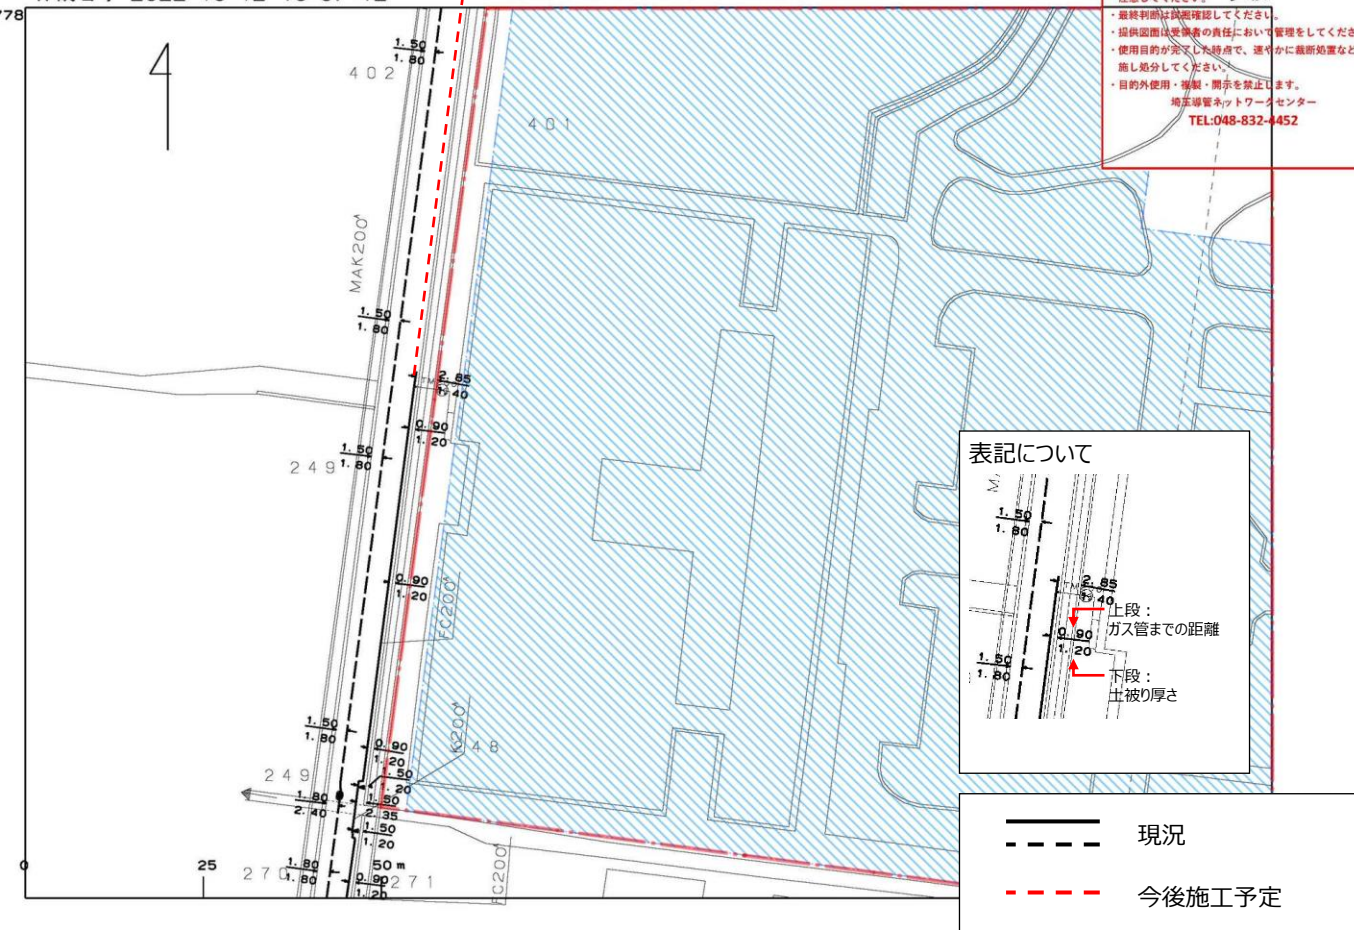 ・最終判断は試掘確認してください。
・提供図面は受領者の責任において管理をしてくださ
・使用目的が完了した時点で、速やかに裁断処置など
施し処分してください。
・目的外使用・複製・開示を禁止します。
埼玉導管ネットワークセンター
TEL:048-832-4452
778
1.50
1.80
402
401
MAK200A
1.50
1.80
2.85
1.40
0.90
1.20
249
1.50
1.80
0.90
1.20
FC200A
1.50
1.80
0.90
1.20
K200A
48
249
1.50
1.20
1.80
2.40
1.50
2.35
1.50
1.20
0
25
50m
270
1.80
1.80
0.90
1.20
271
FC200A
表記について
1.50
1.80
2.85
1.40
上段：
ガス管までの距離
0.90
1.20
1.50
1.80
下段：
土被り厚さ
現況
今後施工予定